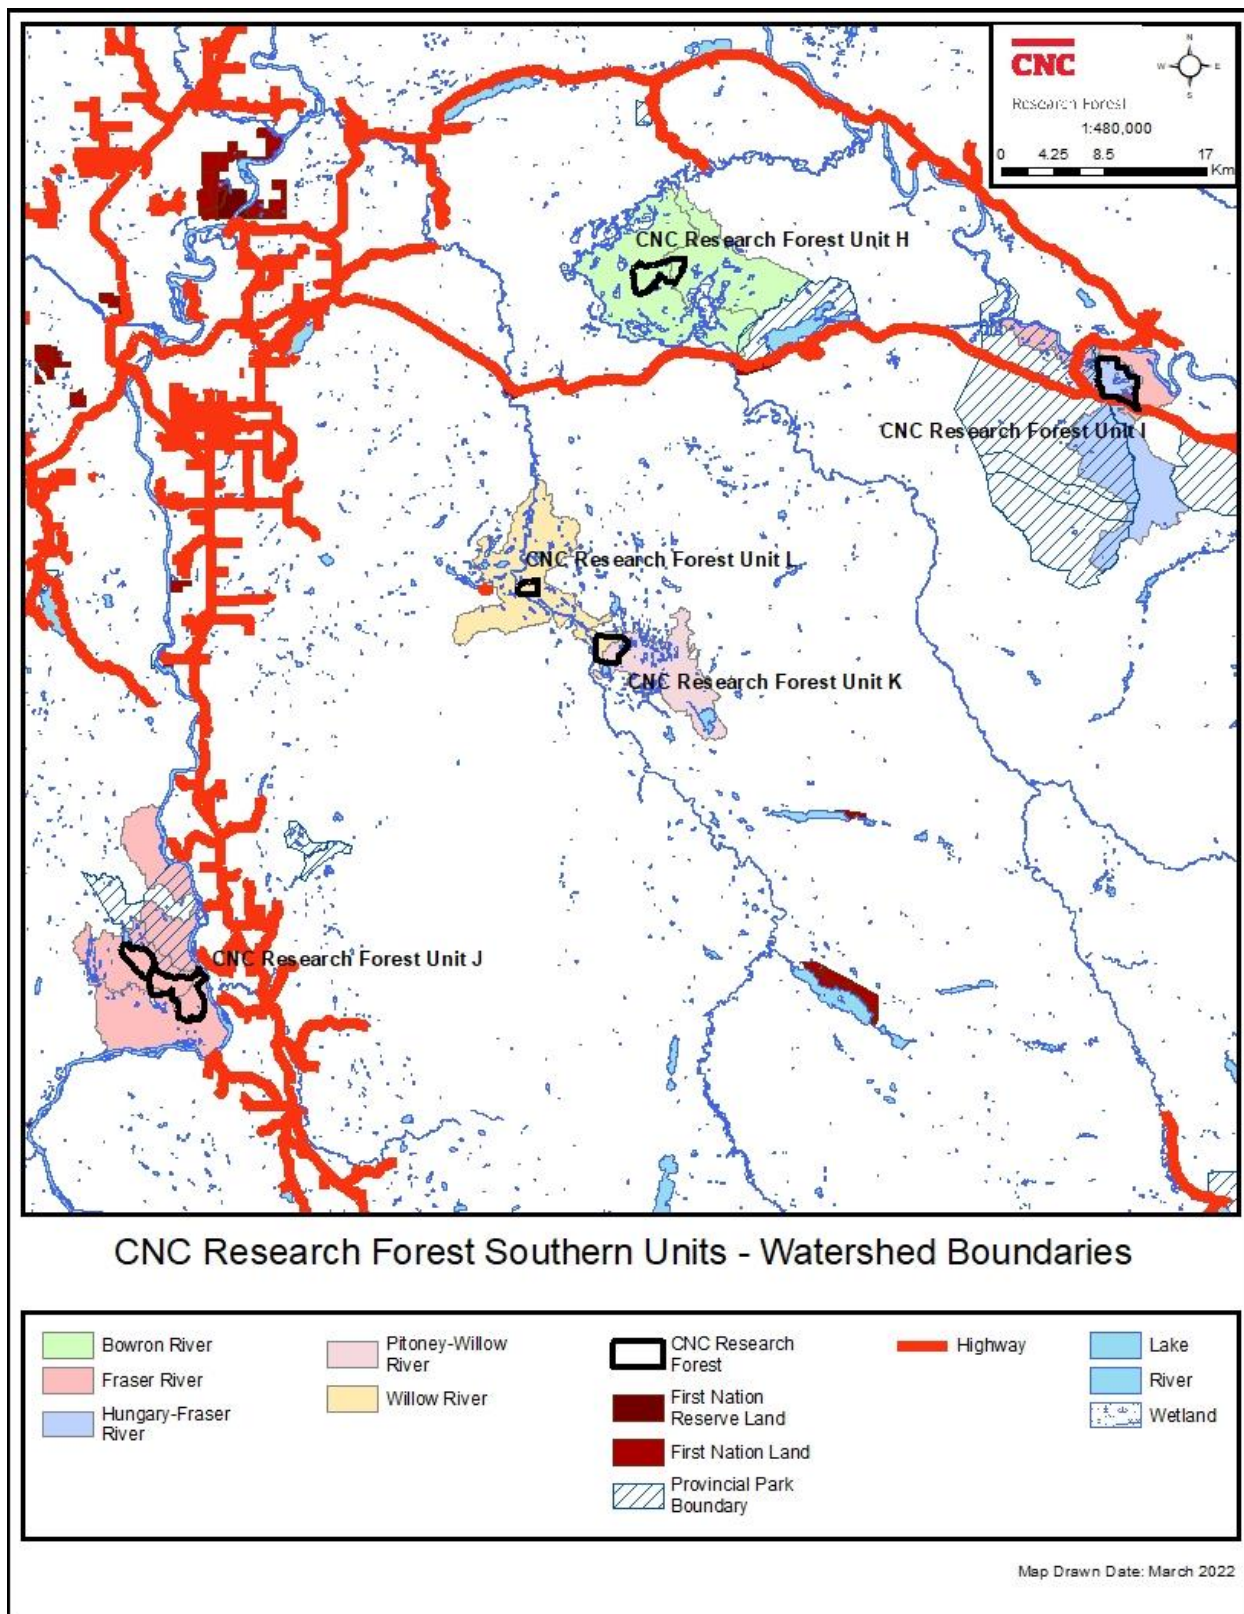 CNC
Research Forest
N
W E
S
1:480,000
0 4.25 8.5 17
Km
CNC Research Forest Unit H
CNC Research Forest Unit I
CNC Research Forest Unit L
CNC Research Forest Unit K
CNC Research Forest Unit J
CNC Research Forest Southern Units - Watershed Boundaries
Bowron River
Fraser River
Hungary-Fraser
River
Pitoney-Willow
River
Willow River
CNC Research
Forest
First Nation
Reserve Land
First Nation Land
Provincial Park
Boundary
Highway
Lake
River
Wetland
Map Drawn Date: March 2022